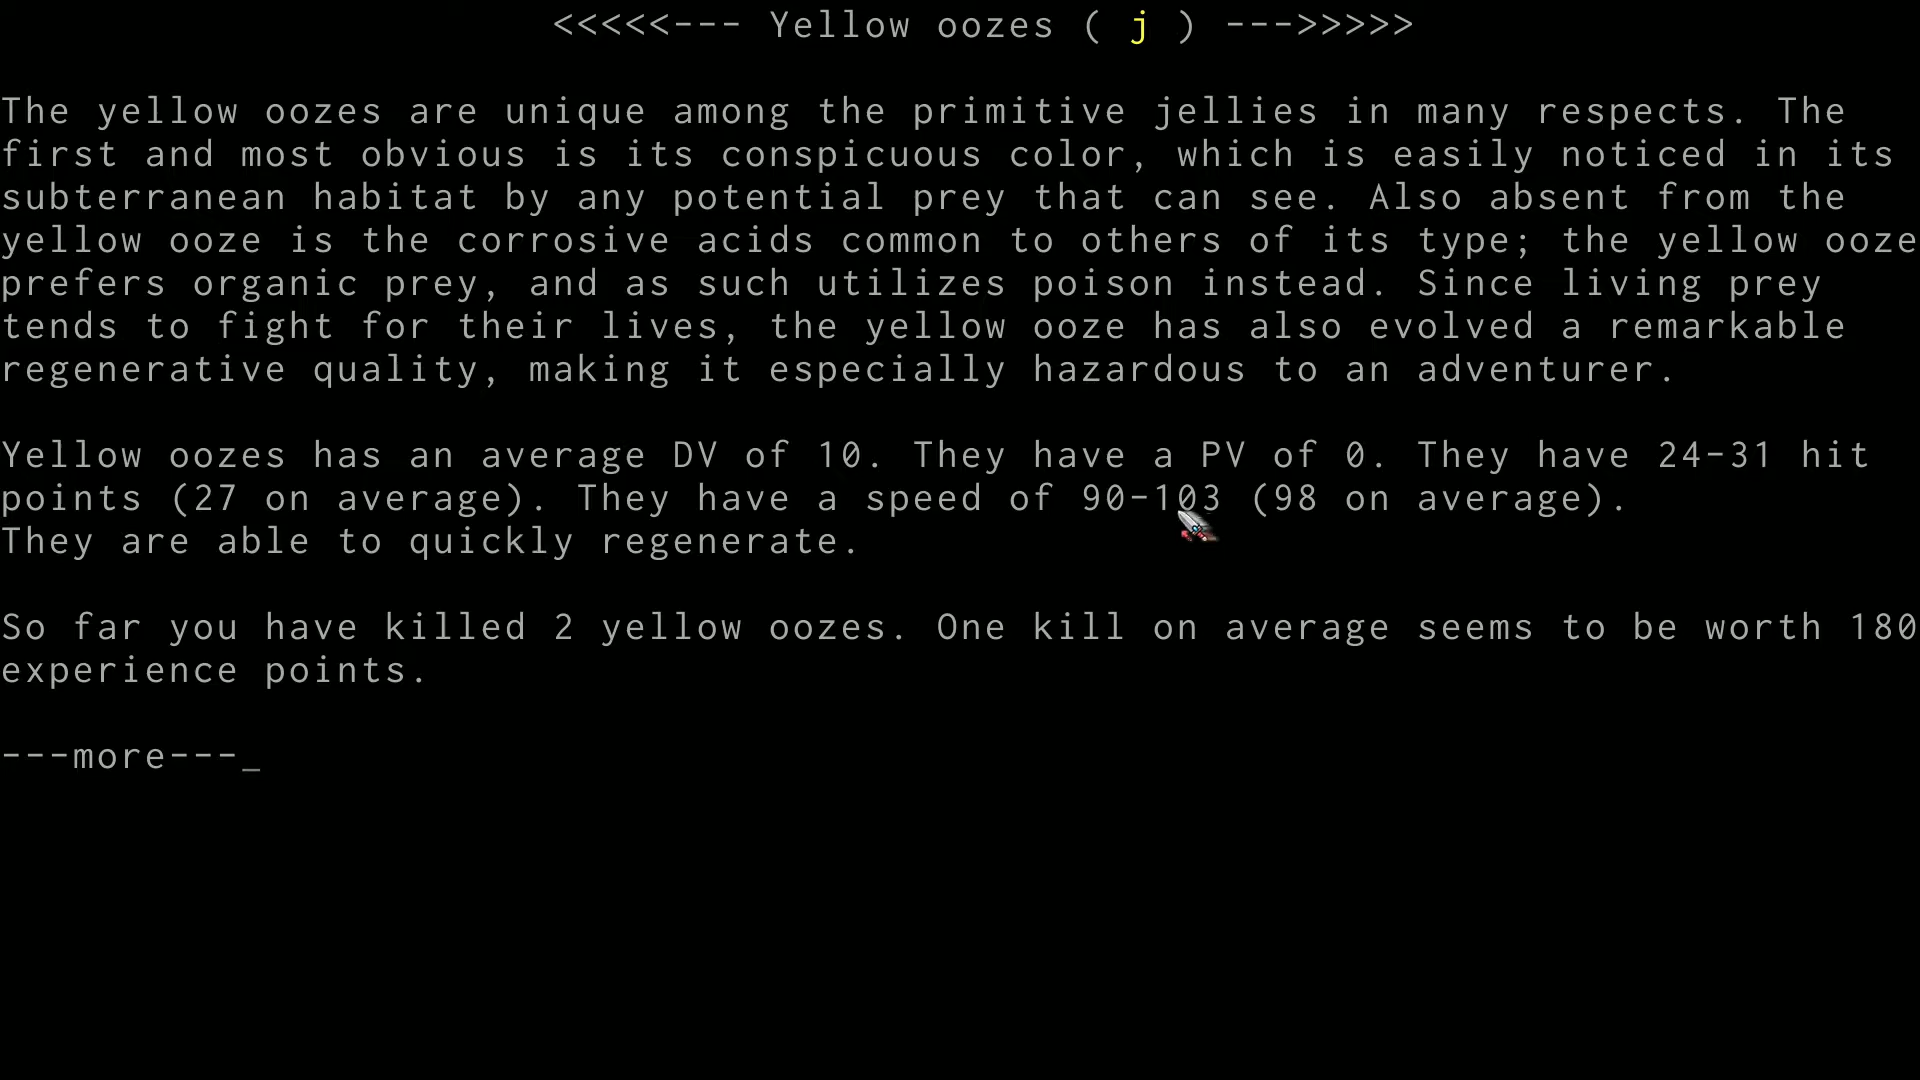 <<<<<--- Yellow oozes ( j ) --->>>>>
The yellow oozes are unique among the primitive jellies in many respects. The
first and most obvious is its conspicuous color, which is easily noticed in its
subterranean habitat by any potential prey that can see. Also absent from the
yellow ooze is the corrosive acids common to others of its type; the yellow ooze
prefers organic prey, and as such utilizes poison instead. Since living prey
tends to fight for their lives, the yellow ooze has also evolved a remarkable
regenerative quality, making it especially hazardous to an adventurer.
Yellow oozes has an average DV of 10. They have a PV of 0. They have 24-31 hit
points (27 on average). They have a speed of 90-103 (98 on average).
They are able to quickly regenerate.
So far you have killed 2 yellow oozes. One kill on average seems to be worth 180
experience points.
---more---_